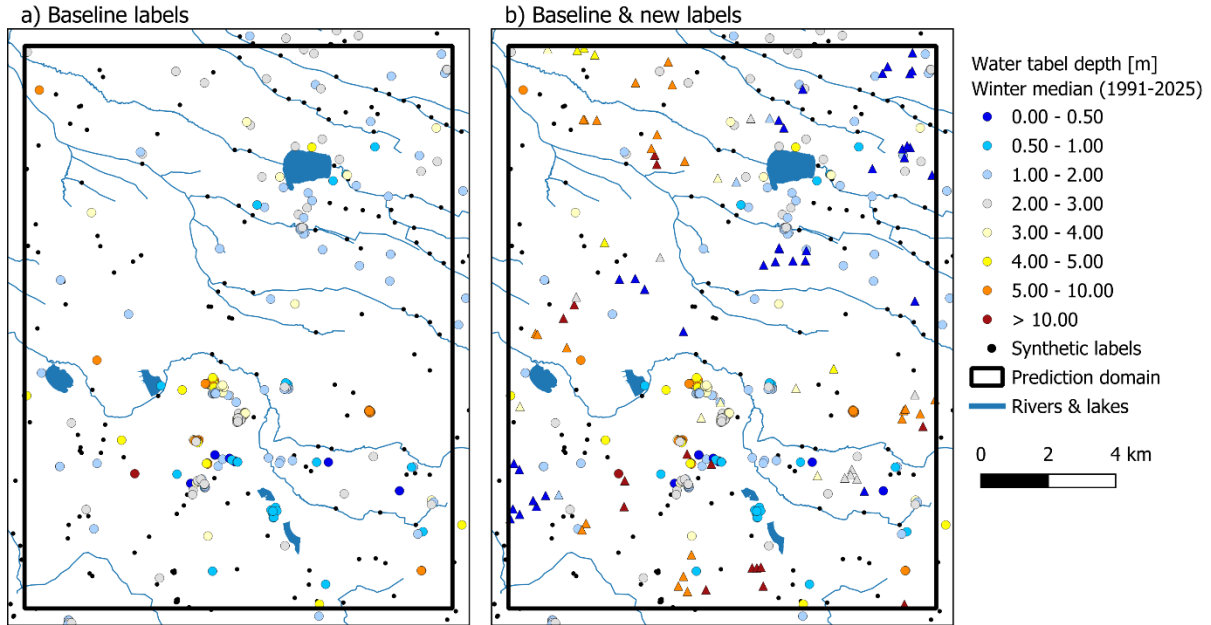 a) Baseline labels
b) Baseline & new labels
Water tabel depth [m]
Winter median (1991-2025)
0.00 - 0.50
0.50 - 1.00
1.00 - 2.00
2.00 - 3.00
3.00 - 4.00
4.00 - 5.00
5.00 - 10.00
> 10.00
Synthetic labels
Prediction domain
Rivers & lakes
0 2 4 km